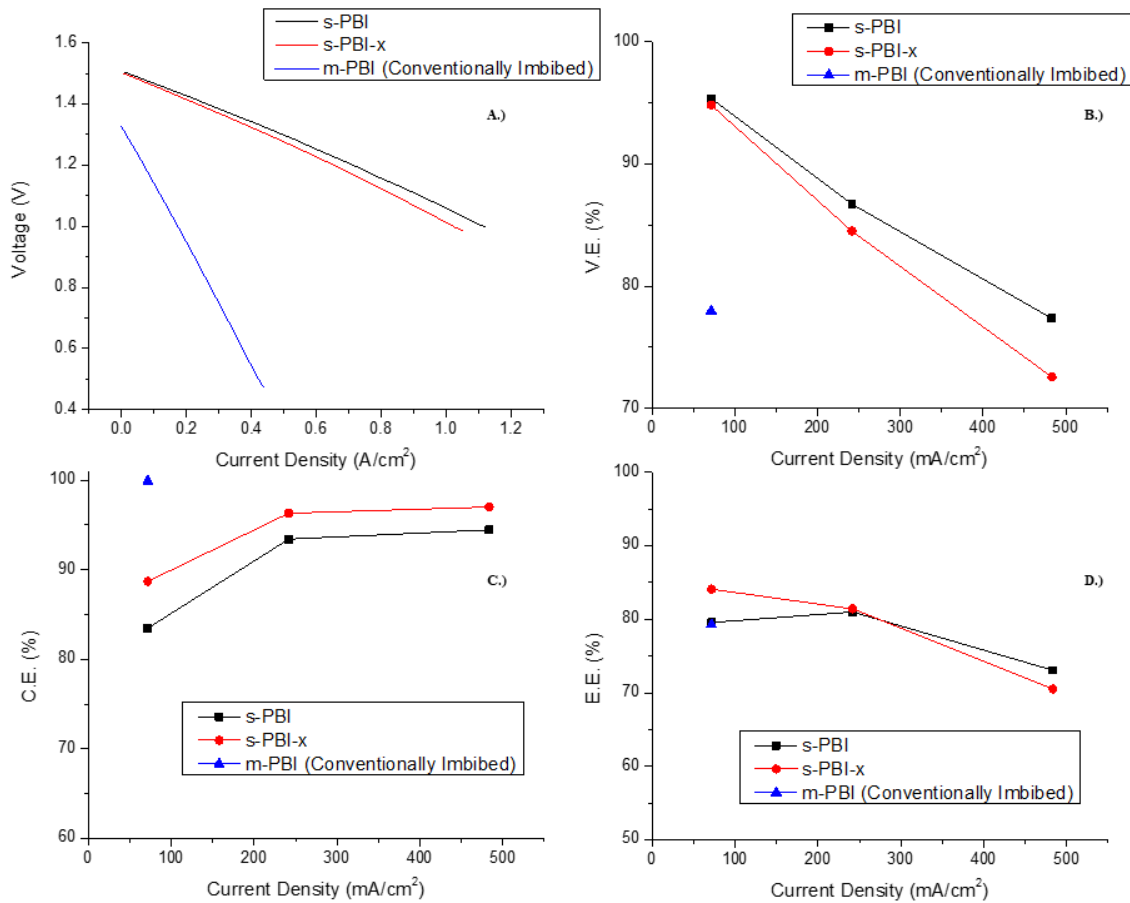 s-PBI
s-PBI-x
m-PBI (Conventionally Imbibed)
A.)
Voltage (V)
1.6
1.4
1.2
1.0
0.8
0.6
0.4
0.0 0.2 0.4 0.6 0.8 1.0 1.2
Current Density (A/cm²)
s-PBI
s-PBI-x
m-PBI (Conventionally Imbibed)
B.)
V.E. (%)
100
90
80
70
0 100 200 300 400 500
Current Density (mA/cm²)
C.E. (%)
100
90
80
70
60
C.)
s-PBI
s-PBI-x
m-PBI (Conventionally Imbibed)
0 100 200 300 400 500
Current Density (mA/cm²)
E.E. (%)
100
90
80
70
60
50
D.)
s-PBI
s-PBI-x
m-PBI (Conventionally Imbibed)
0 100 200 300 400 500
Current Density (mA/cm²)